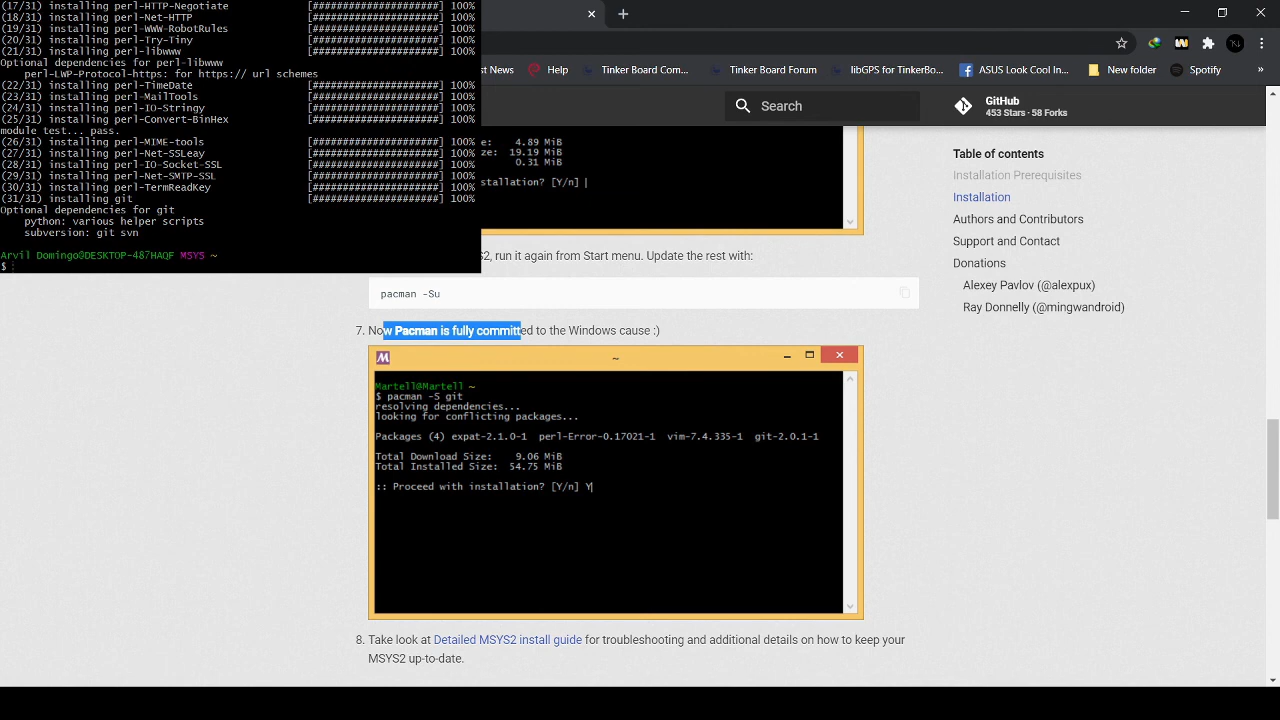 (17/31) installing perl-HTTP-Negotiate [######################] 100%
(18/31) installing perl-Net-HTTP [######################] 100%
(19/31) installing perl-WWW-RobotRules [######################] 100%
(20/31) installing perl-Try-Tiny [######################] 100%
(21/31) installing perl-libwww [######################] 100%
Optional dependencies for perl-libwww
perl-LWP-Protocol-https: for https:// url schemes
(22/31) installing perl-TimeDate [######################] 100%
(23/31) installing perl-MailTools [######################] 100%
(24/31) installing perl-IO-Stringy [######################] 100%
(25/31) installing perl-Convert-BinHex [######################] 100%
module test... pass.
(26/31) installing perl-MIME-tools [######################] 100%
(27/31) installing perl-Net-SSLeay [######################] 100%
(28/31) installing perl-IO-Socket-SSL [######################] 100%
(29/31) installing perl-Net-SMTP-SSL [######################] 100%
(30/31) installing perl-TermReadKey [######################] 100%
(31/31) installing git [######################] 100%
Optional dependencies for git
python: various helper scripts
subversion: git svn
Arvil Domingo@DESKTOP-487HAQF MSYS ~
$
st News Help Tinker Board Com... Tinker Board Forum libGPS for TinkerBo... ASUS Look Cool In... New folder Spotify »
Search
GitHub
453 Stars · 58 Forks
e: 4.89 MiB
ze: 19.19 MiB
0.31 MiB
stallation? [Y/n]
S2, run it again from Start menu. Update the rest with:
pacman -Su
7. Now Pacman is fully committed to the Windows cause :)
~
Martell@Martell ~
$ pacman -S git
resolving dependencies...
looking for conflicting packages...
Packages (4) expat-2.1.0-1 perl-Error-0.17021-1 vim-7.4.335-1 git-2.0.1-1
Total Download Size: 9.06 MiB
Total Installed Size: 54.75 MiB
:: Proceed with installation? [Y/n] Y
8. Take look at Detailed MSYS2 install guide for troubleshooting and additional details on how to keep your
MSYS2 up-to-date.
Table of contents
Installation Prerequisites
Installation
Authors and Contributors
Support and Contact
Donations
Alexey Pavlov (@alexpux)
Ray Donnelly (@mingwandroid)